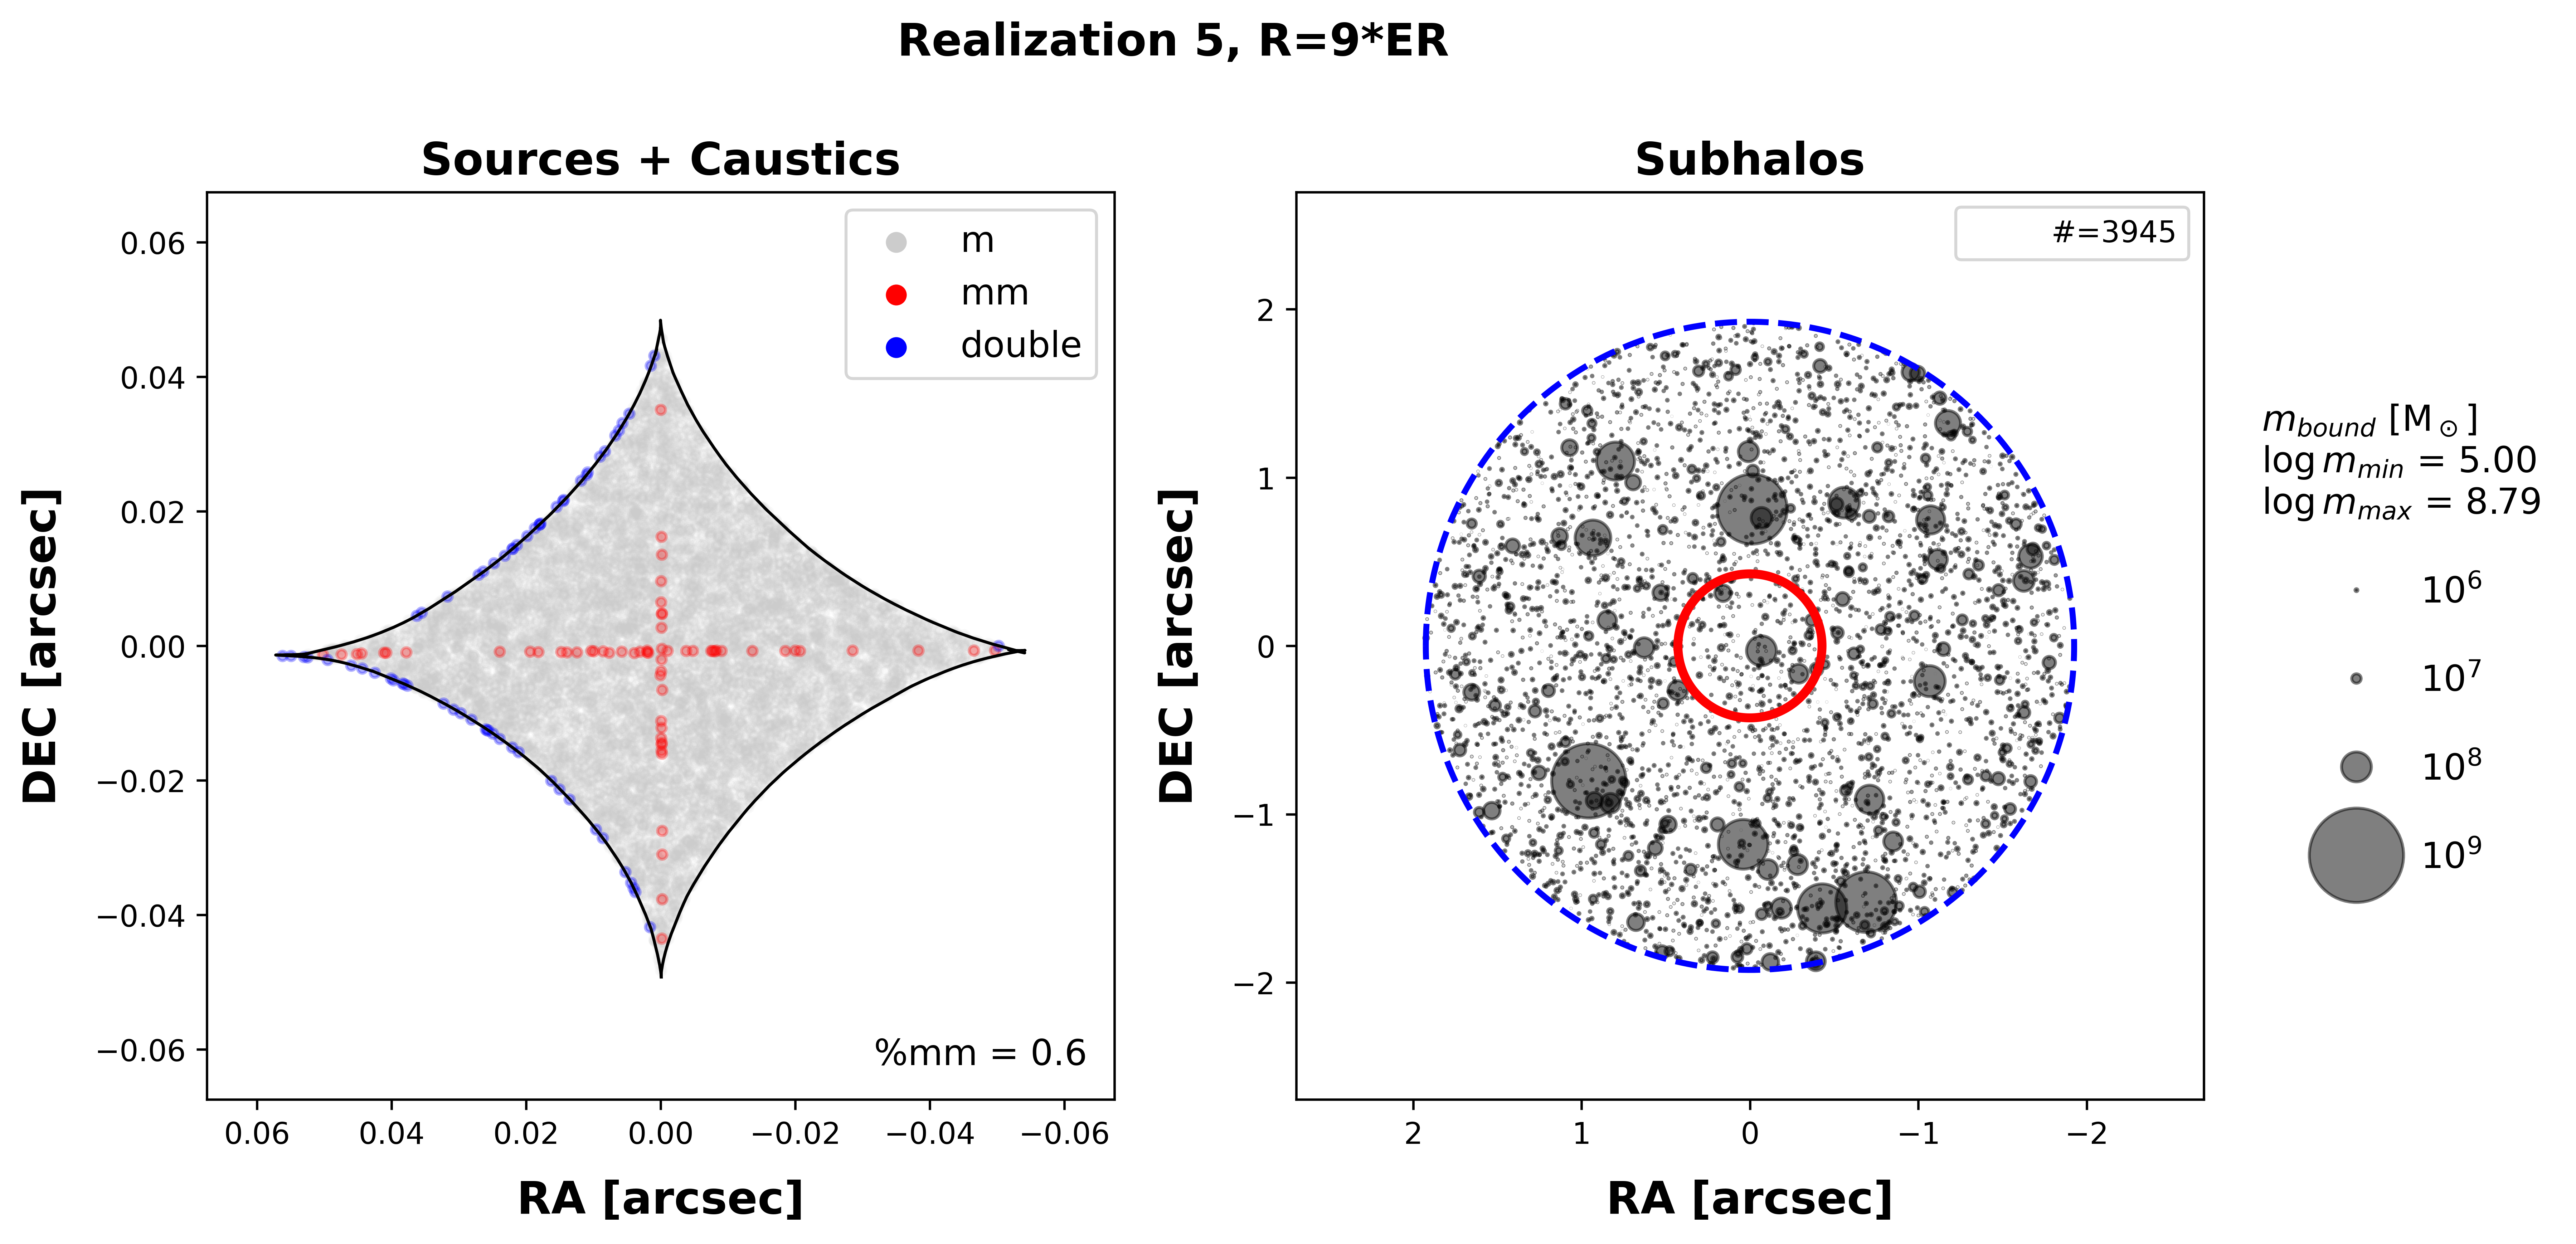 Realization 5, R=9*ER
Sources + Caustics
m
mm
double
%mm = 0.6
0.06
0.04
0.02
0.00
−0.02
−0.04
−0.06
DEC [arcsec]
0.06
0.04
0.02
0.00
−0.02
−0.04
−0.06
RA [arcsec]
Subhalos
#=3945
2
1
0
−1
−2
DEC [arcsec]
2
1
0
−1
−2
RA [arcsec]
m_bound [M_⊙]
log m_min = 5.00
log m_max = 8.79
10^6
10^7
10^8
10^9